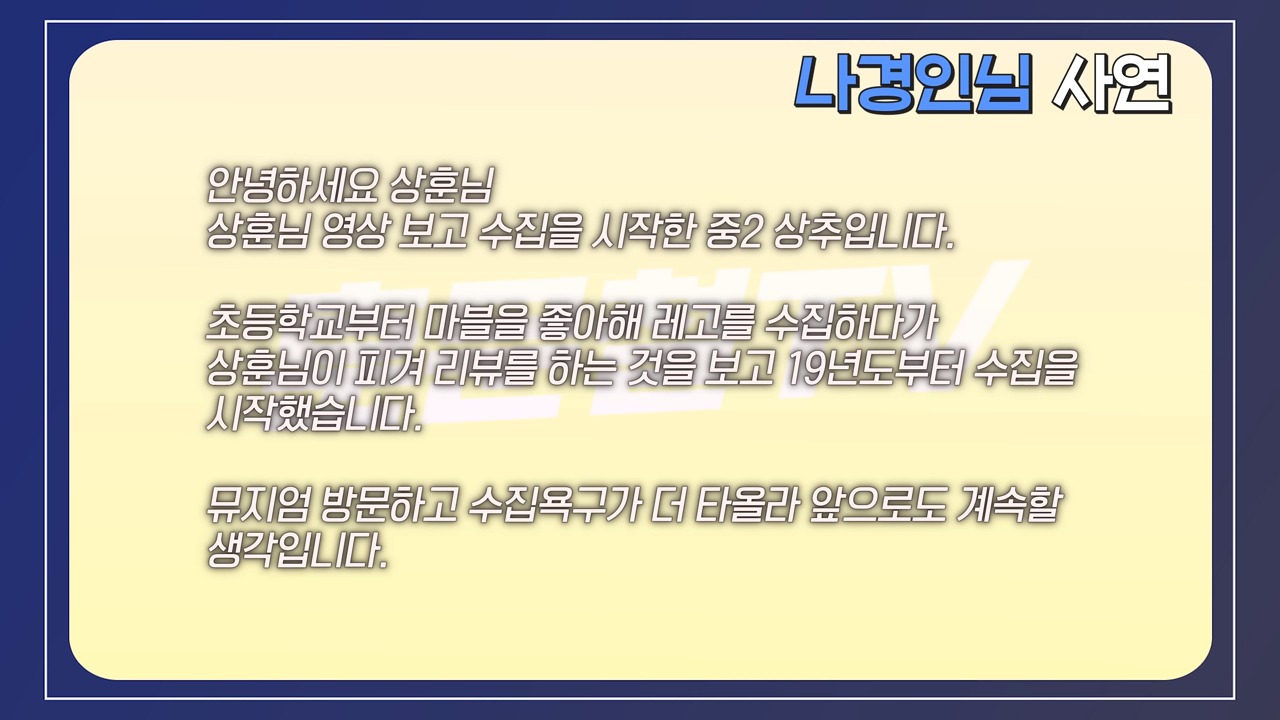 나경인님 사연
안녕하세요 상훈님
상훈님 영상 보고 수집을 시작한 중2 상추입니다.
초등학교부터 마블을 좋아해 레고를 수집하다가
상훈님이 피겨 리뷰를 하는 것을 보고 19년도부터 수집을
시작했습니다.
뮤지엄 방문하고 수집욕구가 더 타올라 앞으로도 계속할
생각입니다.